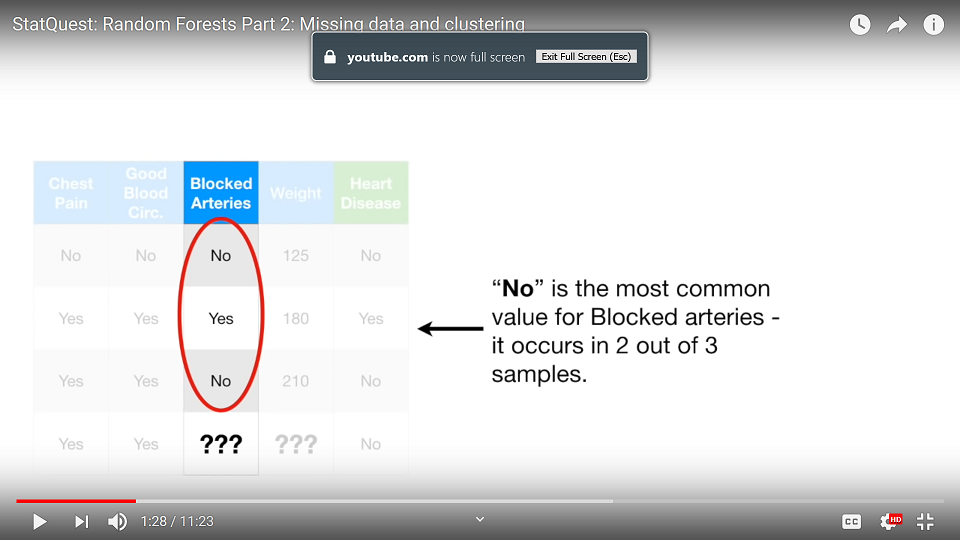 StatQuest: Random Forests Part 2: Missing data and clustering
youtube.com is now full screen Exit Full Screen (Esc)
Chest Pain Good Blood Circ. Blocked Arteries Weight Heart Disease
No No No 125 No
Yes Yes Yes 180 Yes
Yes Yes No 210 No
Yes Yes ??? ??? No
“No” is the most common
value for Blocked arteries -
it occurs in 2 out of 3
samples.
1:28 / 11:23
CC HD